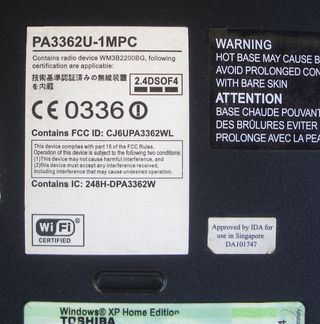 PA3362U-1MPC
Contains radio device WM3B2200BG, and following
certification are applicable:
技術基準認証済みの無線装置
を内蔵
2.4DSOF4
CE 0336 !
Contains FCC ID: CJ6UPA3362WL
This device complies with part 15 of the FCC Rules.
Operation of this device is subject to the following two conditions:
(1)This device may not cause harmful interference, and
(2)this device must accept any interference received,
including interference that may cause undesired operation.
Contains IC: 248H-DPA3362W
Wi Fi
CERTIFIED
WARNING
HOT BASE MAY CAUSE B
AVOID PROLONGED CON
WITH BARE SKIN
ATTENTION
BASE CHAUDE POUVANT
DES BRÛLURES EVITER
PROLONGE AVEC LA PEA
Approved by IDA for
use in Singapore
DA101747
Windows® XP Home Edition
TOSHIBA